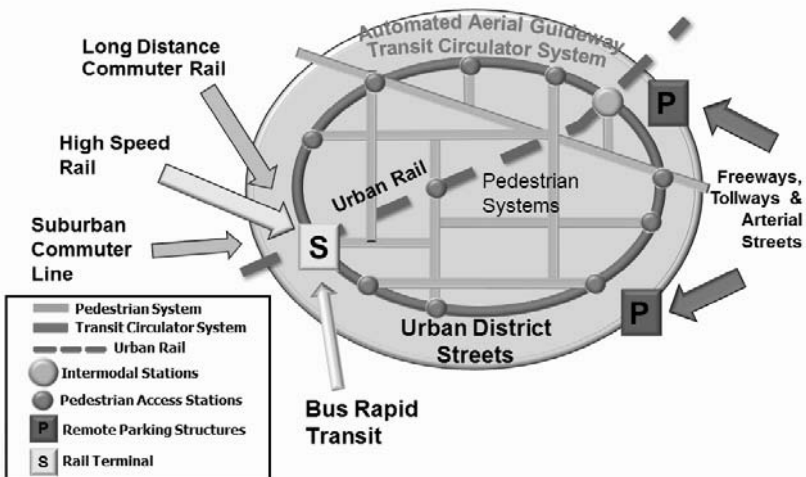 Automated Aerial Guideway
Transit Circulator System
Long Distance
Commuter Rail
P
High Speed
Rail
Freeways,
Tollways &
Arterial
Streets
Urban Rail
Pedestrian
Systems
Suburban
Commuter
Line
S
P
Urban District
Streets
Bus Rapid
Transit
Pedestrian System
Transit Circulator System
Urban Rail
Intermodal Stations
Pedestrian Access Stations
P Remote Parking Structures
S Rail Terminal